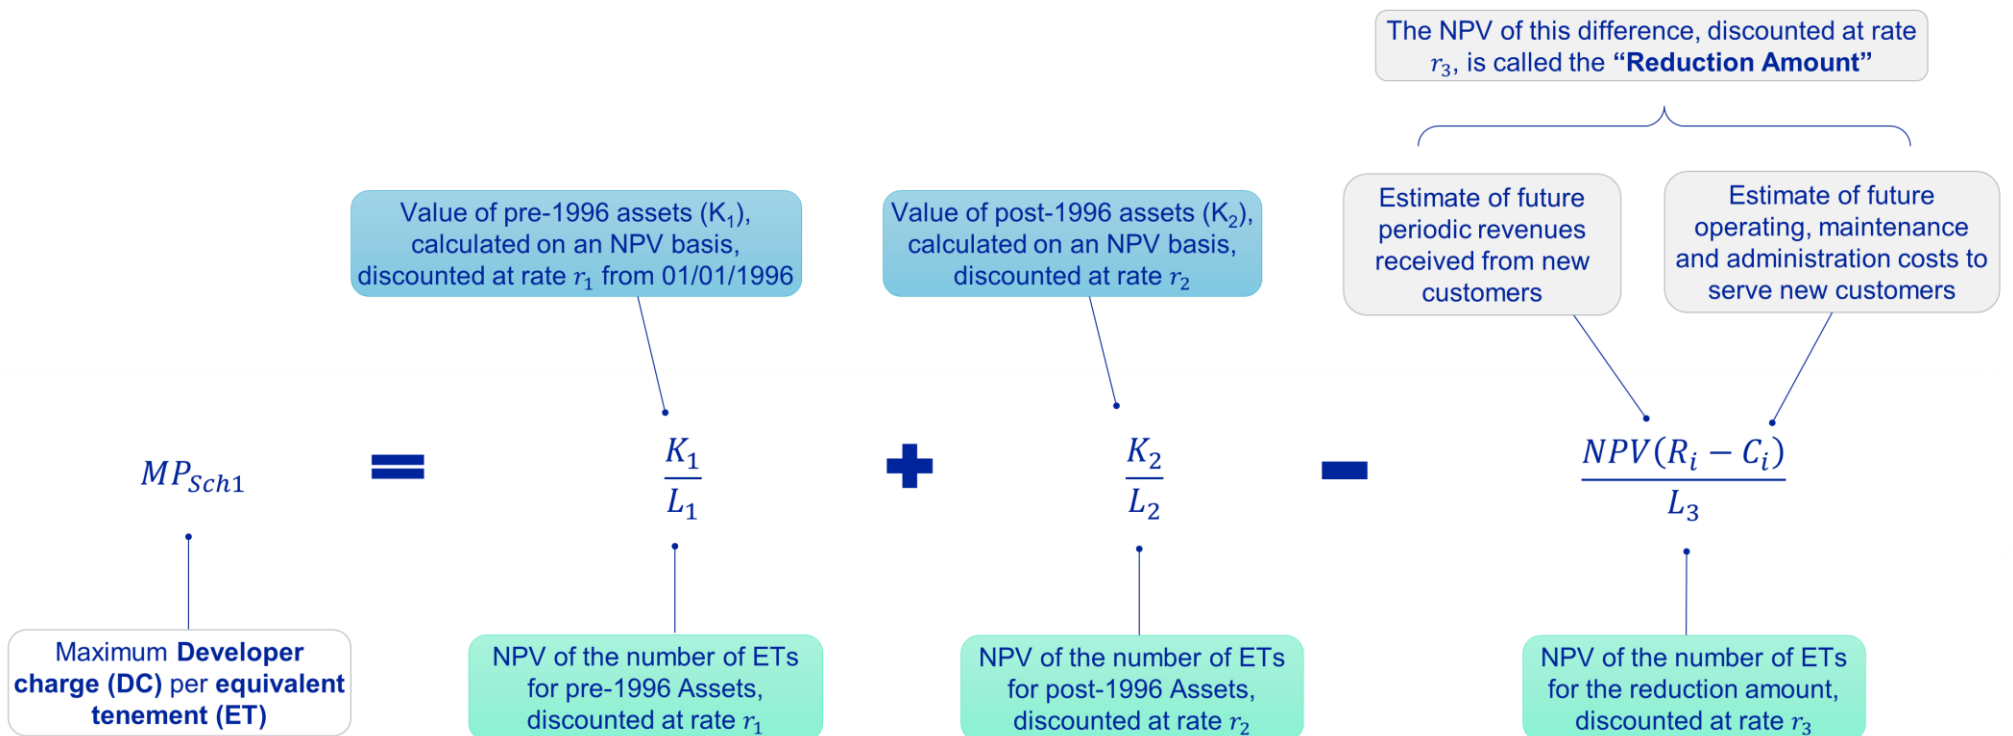 The NPV of this difference, discounted at rate
r₃, is called the “Reduction Amount”
Value of pre-1996 assets (K₁),
calculated on an NPV basis,
discounted at rate r₁ from 01/01/1996
Value of post-1996 assets (K₂),
calculated on an NPV basis,
discounted at rate r₂
Estimate of future
periodic revenues
received from new
customers
Estimate of future
operating, maintenance
and administration costs to
serve new customers
MP_Sch1 = K₁/L₁ + K₂/L₂ − NPV(Rᵢ − Cᵢ)/L₃
Maximum Developer
charge (DC) per equivalent
tenement (ET)
NPV of the number of ETs
for pre-1996 Assets,
discounted at rate r₁
NPV of the number of ETs
for post-1996 Assets,
discounted at rate r₂
NPV of the number of ETs
for the reduction amount,
discounted at rate r₃